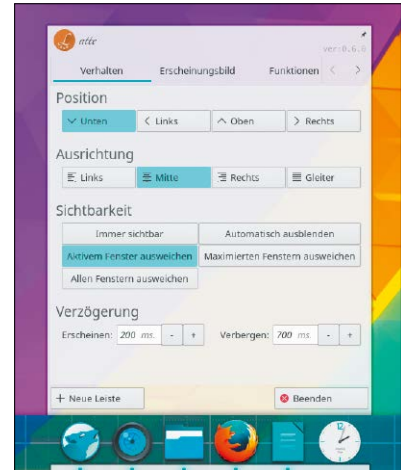 atte
ver:0.6.0
Verhalten Erscheinungsbild Funktionen
Position
Unten Links Oben Rechts
Ausrichtung
Links Mitte Rechts Gleiter
Sichtbarkeit
Immer sichtbar Automatisch ausblenden
Aktivem Fenster ausweichen Maximierten Fenstern ausweichen
Allen Fenstern ausweichen
Verzögerung
Erscheinen: 200 ms. - + Verbergen: 700 ms. - +
+ Neue Leiste Beenden
12